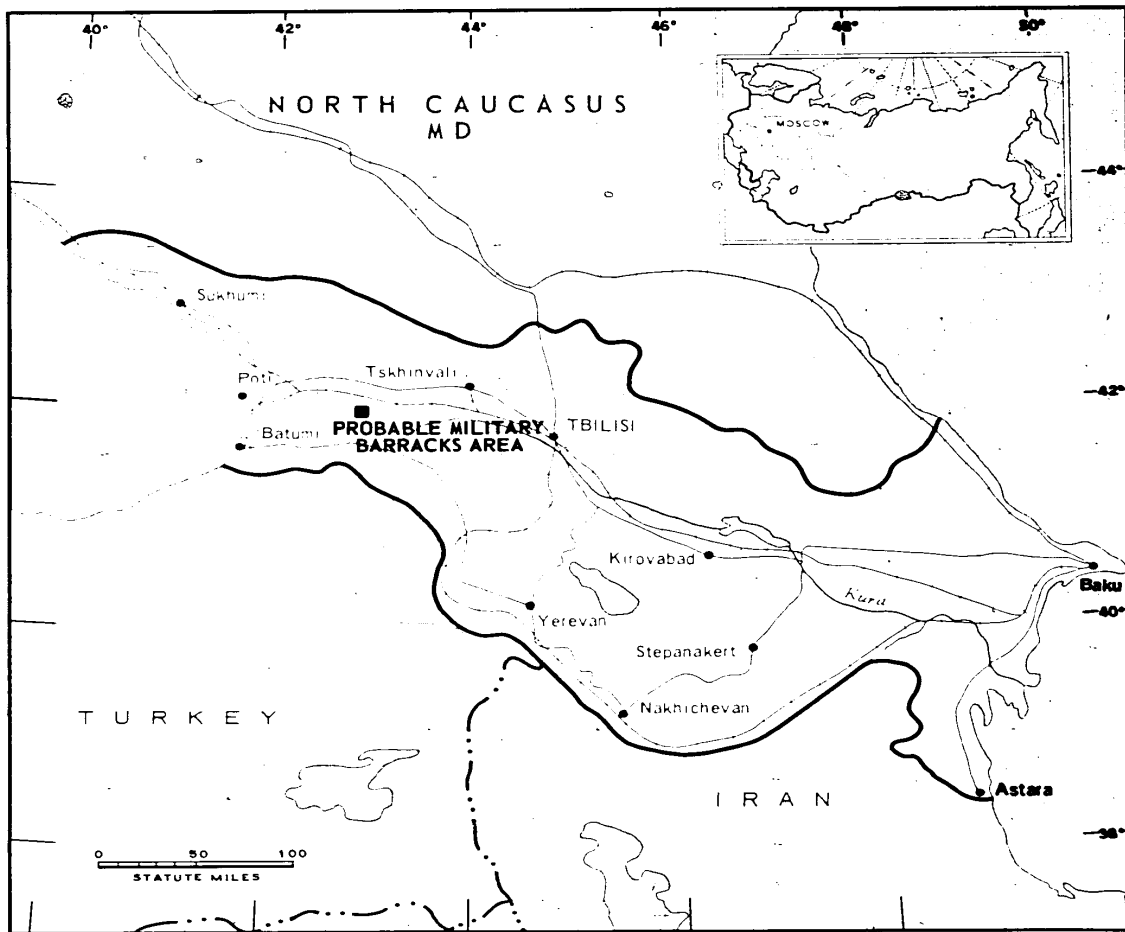 40° 42° 44° 46° 48° 50°
NORTH CAUCASUS
MD
MOSCOW
44°
Sukhumi
Tskhinvali
42°
Poti
PROBABLE MILITARY
BARRACKS AREA
TBILISI
Batumi
Kirovabad
Baku
Kura
40°
Yerevan
Stepanakert
Nakhichevan
TURKEY
IRAN
Astara
38°
0 50 100
STATUTE MILES